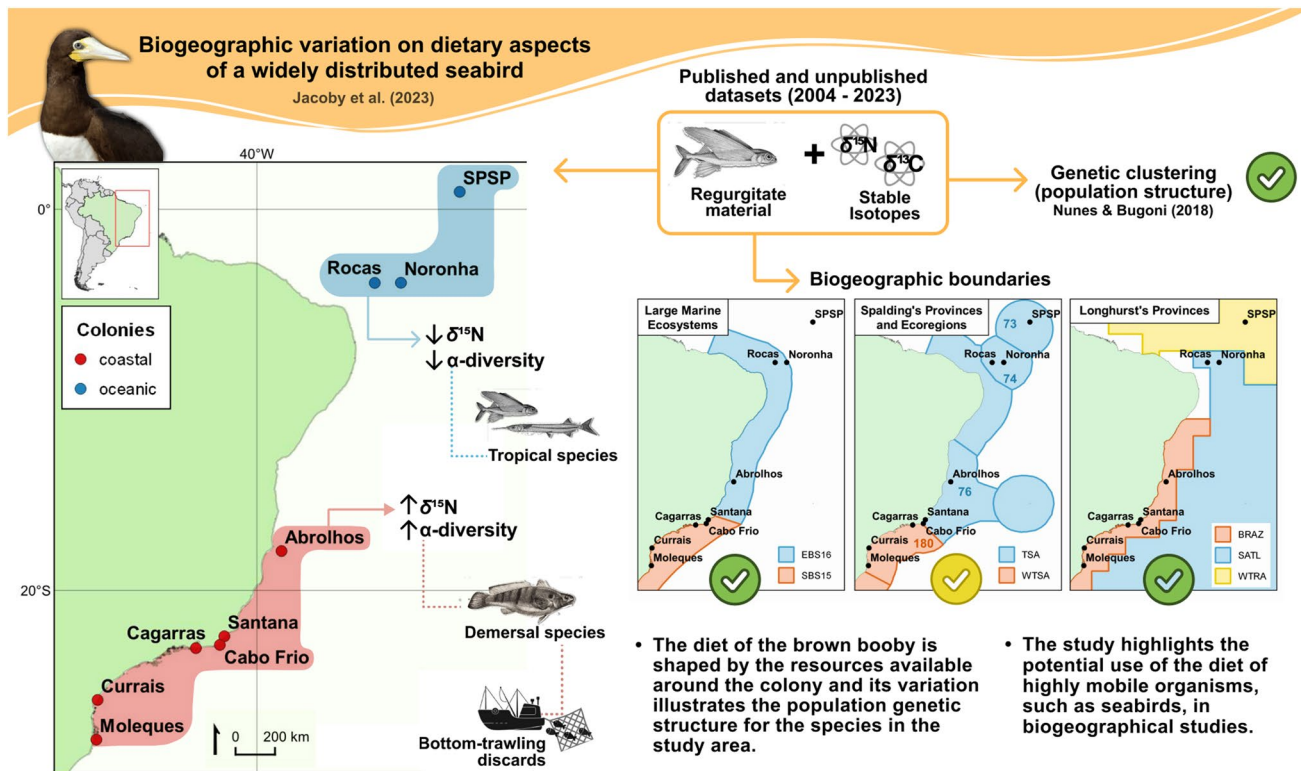 Biogeographic variation on dietary aspects
of a widely distributed seabird
Jacoby et al. (2023)
Published and unpublished
datasets (2004 - 2023)
Regurgitate
material
+
δ¹⁵N
δ¹³C
Stable
Isotopes
Genetic clustering
(population structure)
Nunes & Bugoni (2018)
40°W
0°
20°S
Colonies
coastal
oceanic
SPSP
Rocas
Noronha
↓ δ¹⁵N
↓ α-diversity
Tropical species
↑ δ¹⁵N
↑ α-diversity
Abrolhos
Santana
Cagarras
Cabo Frio
Currais
Moleques
0 200 km
Demersal species
Bottom-trawling
discards
Biogeographic boundaries
Large Marine
Ecosystems
SPSP
Rocas
Noronha
Abrolhos
Santana
Cagarras
Cabo Frio
Currais
Moleques
EBS16
SBS15
Spalding's Provinces
and Ecoregions
SPSP
73
Rocas
Noronha
74
Abrolhos
76
Santana
Cagarras
Cabo Frio
Currais
180
Moleques
TSA
WTSA
Longhurst's Provinces
SPSP
Rocas
Noronha
Abrolhos
Santana
Cagarras
Cabo Frio
Currais
Moleques
BRAZ
SATL
WTRA
• The diet of the brown booby is
shaped by the resources available
around the colony and its variation
illustrates the population genetic
structure for the species in the
study area.
• The study highlights the
potential use of the diet of
highly mobile organisms,
such as seabirds, in
biogeographical studies.